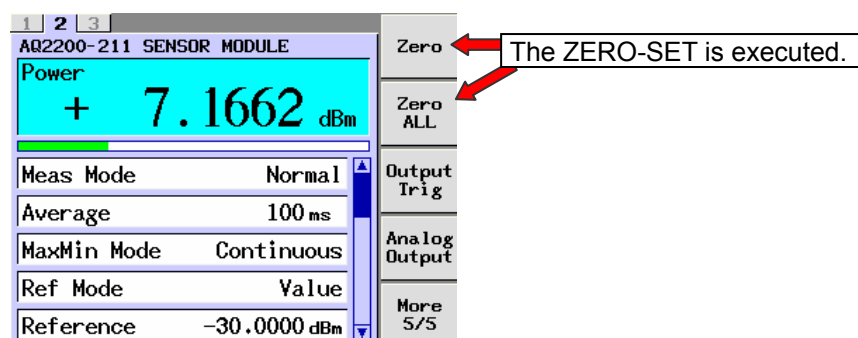 1 2 3
AQ2200-211 SENSOR MODULE
Power
+ 7.1662 dBm
Meas Mode Normal
Average 100 ms
MaxMin Mode Continuous
Ref Mode Value
Reference -30.0000 dBm
Zero
Zero
ALL
Output
Trig
Analog
Output
More
5/5
The ZERO-SET is executed.